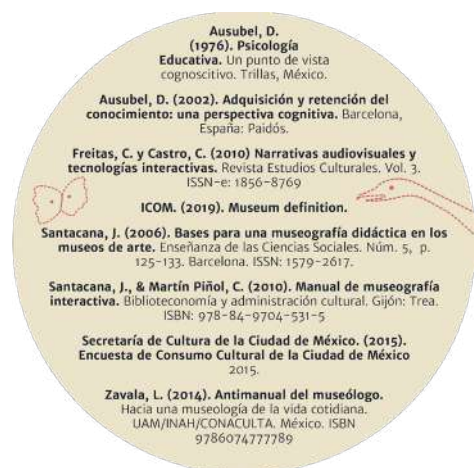 Ausubel, D.
(1976). Psicología
Educativa. Un punto de vista
cognoscitivo. Trillas, México.
Ausubel, D. (2002). Adquisición y retención del
conocimiento: una perspectiva cognitiva. Barcelona,
España: Paidós.
Freitas, C. y Castro, C. (2010) Narrativas audiovisuales y
tecnologías interactivas. Revista Estudios Culturales. Vol. 3.
ISSN-e: 1856-8769
ICOM. (2019). Museum definition.
Santacana, J. (2006). Bases para una museografía didáctica en los
museos de arte. Enseñanza de las Ciencias Sociales. Núm. 5, p.
125-133. Barcelona. ISSN: 1579-2617.
Santacana, J., & Martín Piñol, C. (2010). Manual de museografía
interactiva. Biblioteconomía y administración cultural. Gijón: Trea.
ISBN: 978-84-9704-531-5
Secretaría de Cultura de la Ciudad de México. (2015).
Encuesta de Consumo Cultural de la Ciudad de México
2015.
Zavala, L. (2014). Antimanual del museólogo.
Hacia una museología de la vida cotidiana.
UAM/INAH/CONACULTA. México. ISBN
9786074777789